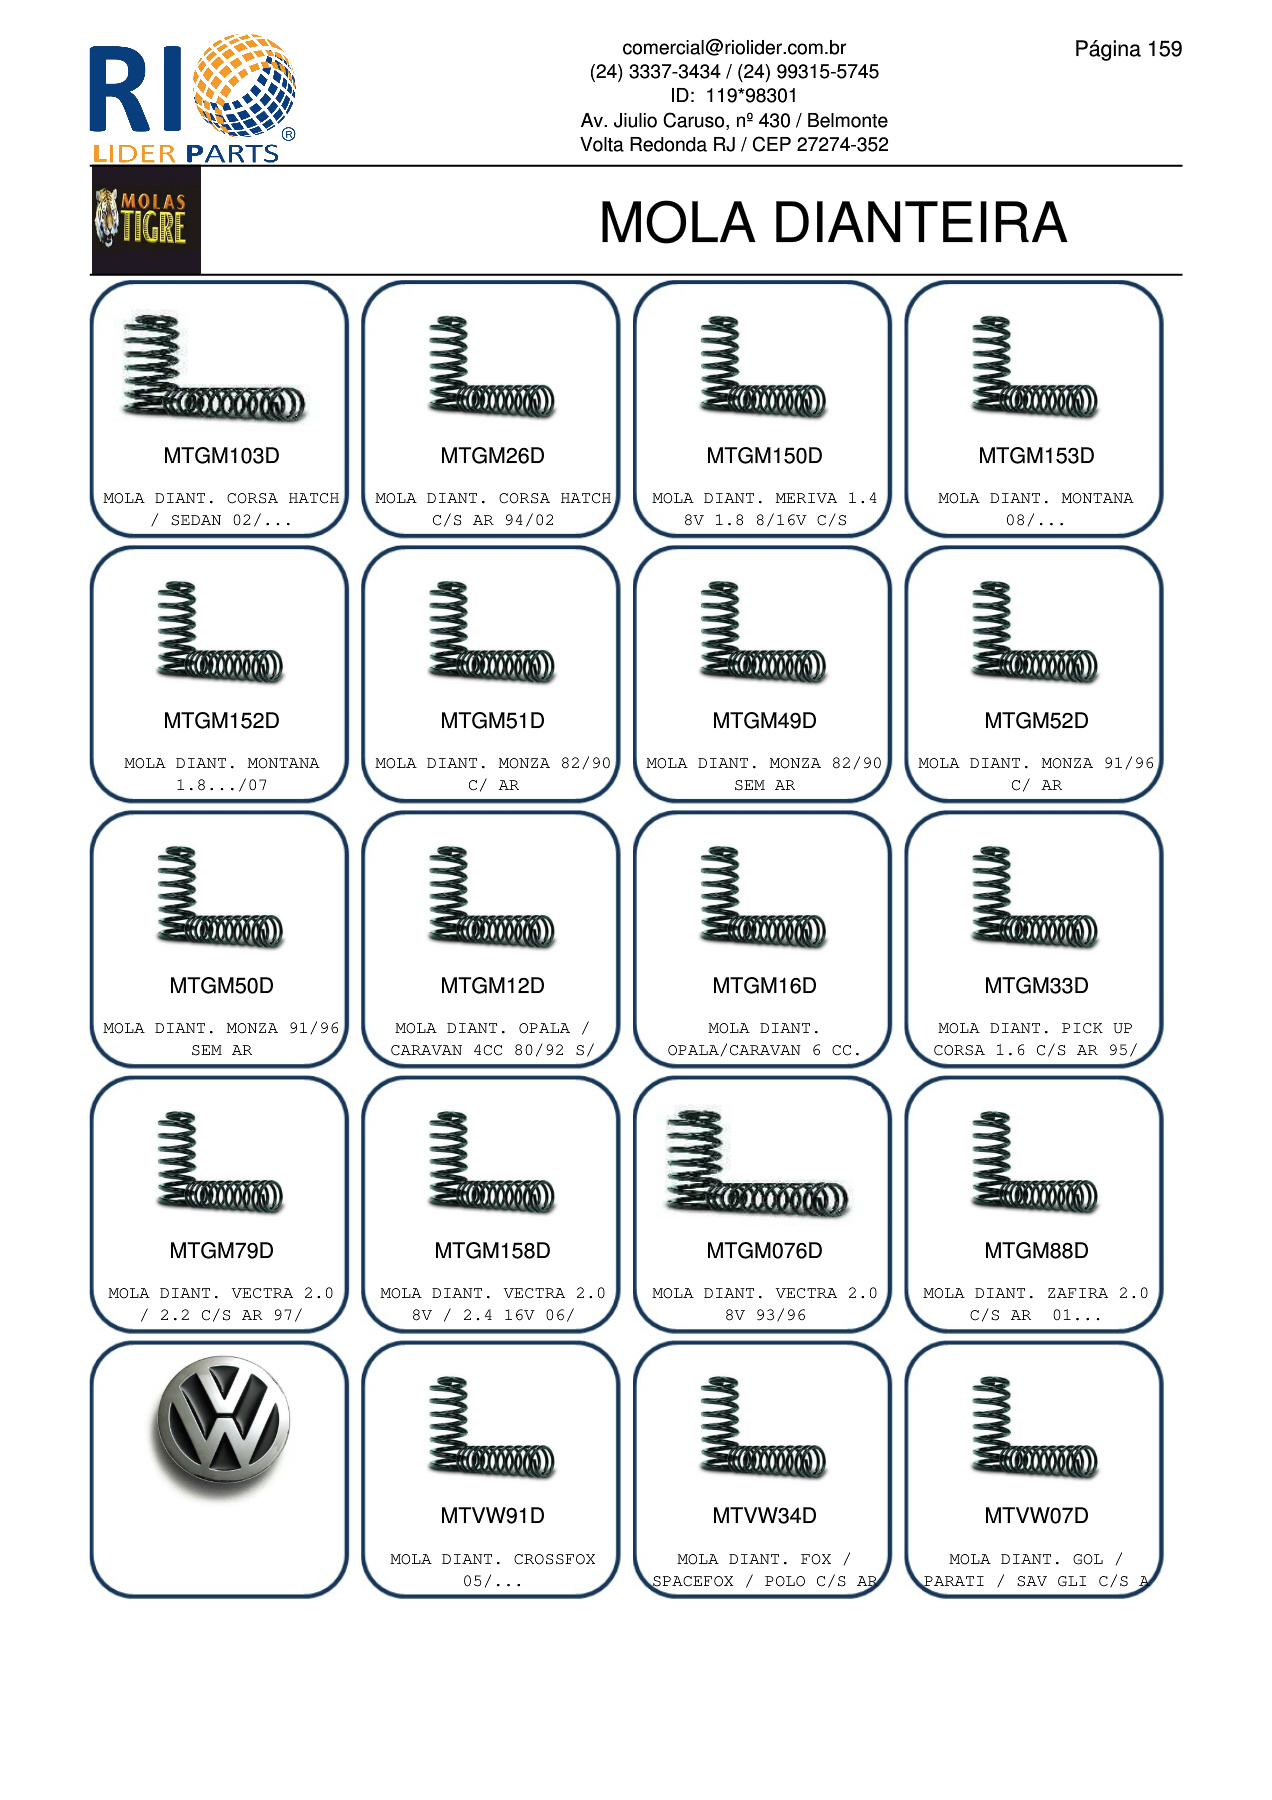 RIO
®
LIDER PARTS
comercial@riolider.com.br
(24) 3337-3434 / (24) 99315-5745
ID: 119*98301
Av. Jiulio Caruso, nº 430 / Belmonte
Volta Redonda RJ / CEP 27274-352
Página 159
MOLAS
TIGRE
MOLA DIANTEIRA
MTGM103D
MOLA DIANT. CORSA HATCH
/ SEDAN 02/...
MTGM26D
MOLA DIANT. CORSA HATCH
C/S AR 94/02
MTGM150D
MOLA DIANT. MERIVA 1.4
8V 1.8 8/16V C/S
MTGM153D
MOLA DIANT. MONTANA
08/...
MTGM152D
MOLA DIANT. MONTANA
1.8.../07
MTGM51D
MOLA DIANT. MONZA 82/90
C/ AR
MTGM49D
MOLA DIANT. MONZA 82/90
SEM AR
MTGM52D
MOLA DIANT. MONZA 91/96
C/ AR
MTGM50D
MOLA DIANT. MONZA 91/96
SEM AR
MTGM12D
MOLA DIANT. OPALA /
CARAVAN 4CC 80/92 S/
MTGM16D
MOLA DIANT.
OPALA/CARAVAN 6 CC.
MTGM33D
MOLA DIANT. PICK UP
CORSA 1.6 C/S AR 95/
MTGM79D
MOLA DIANT. VECTRA 2.0
/ 2.2 C/S AR 97/
MTGM158D
MOLA DIANT. VECTRA 2.0
8V / 2.4 16V 06/
MTGM076D
MOLA DIANT. VECTRA 2.0
8V 93/96
MTGM88D
MOLA DIANT. ZAFIRA 2.0
C/S AR 01...
MTVW91D
MOLA DIANT. CROSSFOX
05/...
MTVW34D
MOLA DIANT. FOX /
SPACEFOX / POLO C/S AR
MTVW07D
MOLA DIANT. GOL /
PARATI / SAV GLI C/S A